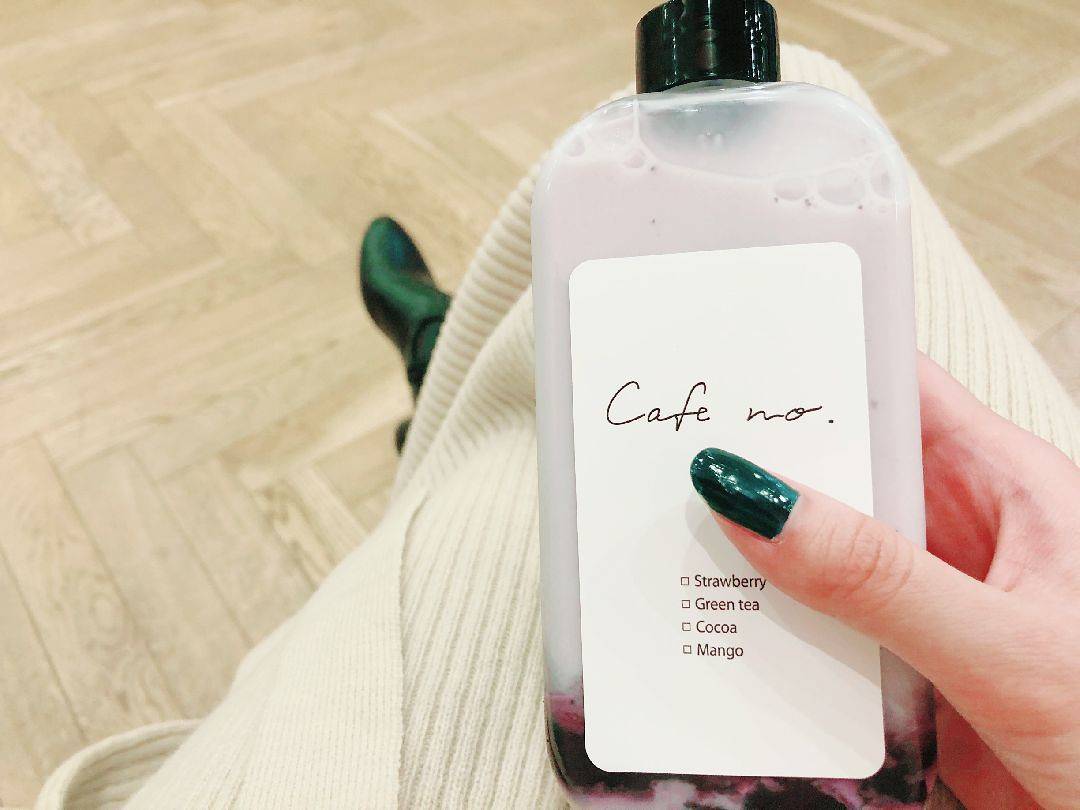 Cafe no.
□ Strawberry
□ Green tea
□ Cocoa
□ Mango